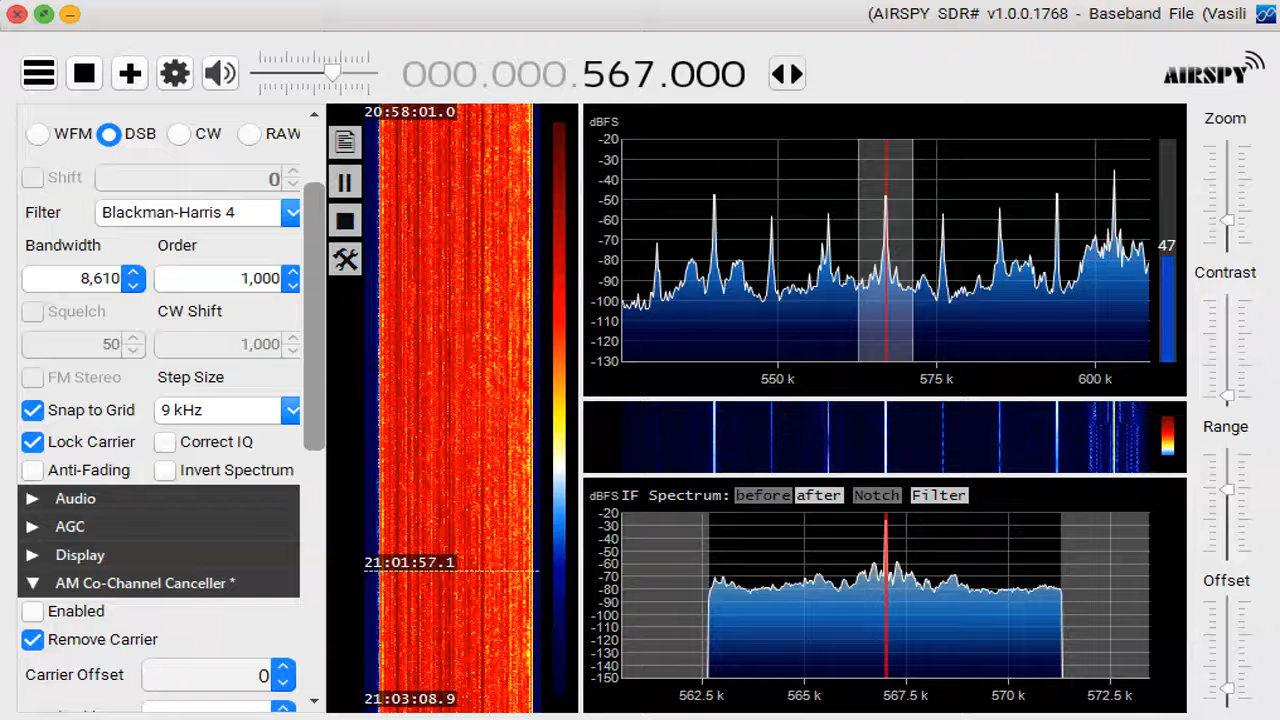 (AIRSPY SDR# v1.0.0.1768 - Baseband File (Vasili
000.000.567.000
AIRSPY
WFM DSB CW RAW
Shift 0
Filter Blackman-Harris 4
Bandwidth Order
8,610 1,000
Squelch CW Shift
50 1,000
FM Stereo Step Size
Snap to Grid 9 kHz
Lock Carrier Correct IQ
Anti-Fading Invert Spectrum
Audio
AGC
Display
AM Co-Channel Canceller *
Enabled
Remove Carrier
Carrier Offset 0
20:58:01.0
21:01:57.1
21:03:08.9
dBFS
-20
-30
-40
-50
-60
-70
-80
-90
-100
-110
-120
-130
550 k 575 k 600 k
47
dBFS IF Spectrum: before after Notch Filter
-20
-30
-40
-50
-60
-70
-80
-90
-100
-110
-120
-130
-140
-150
562.5 k 565 k 567.5 k 570 k 572.5 k
Zoom
Contrast
Range
Offset